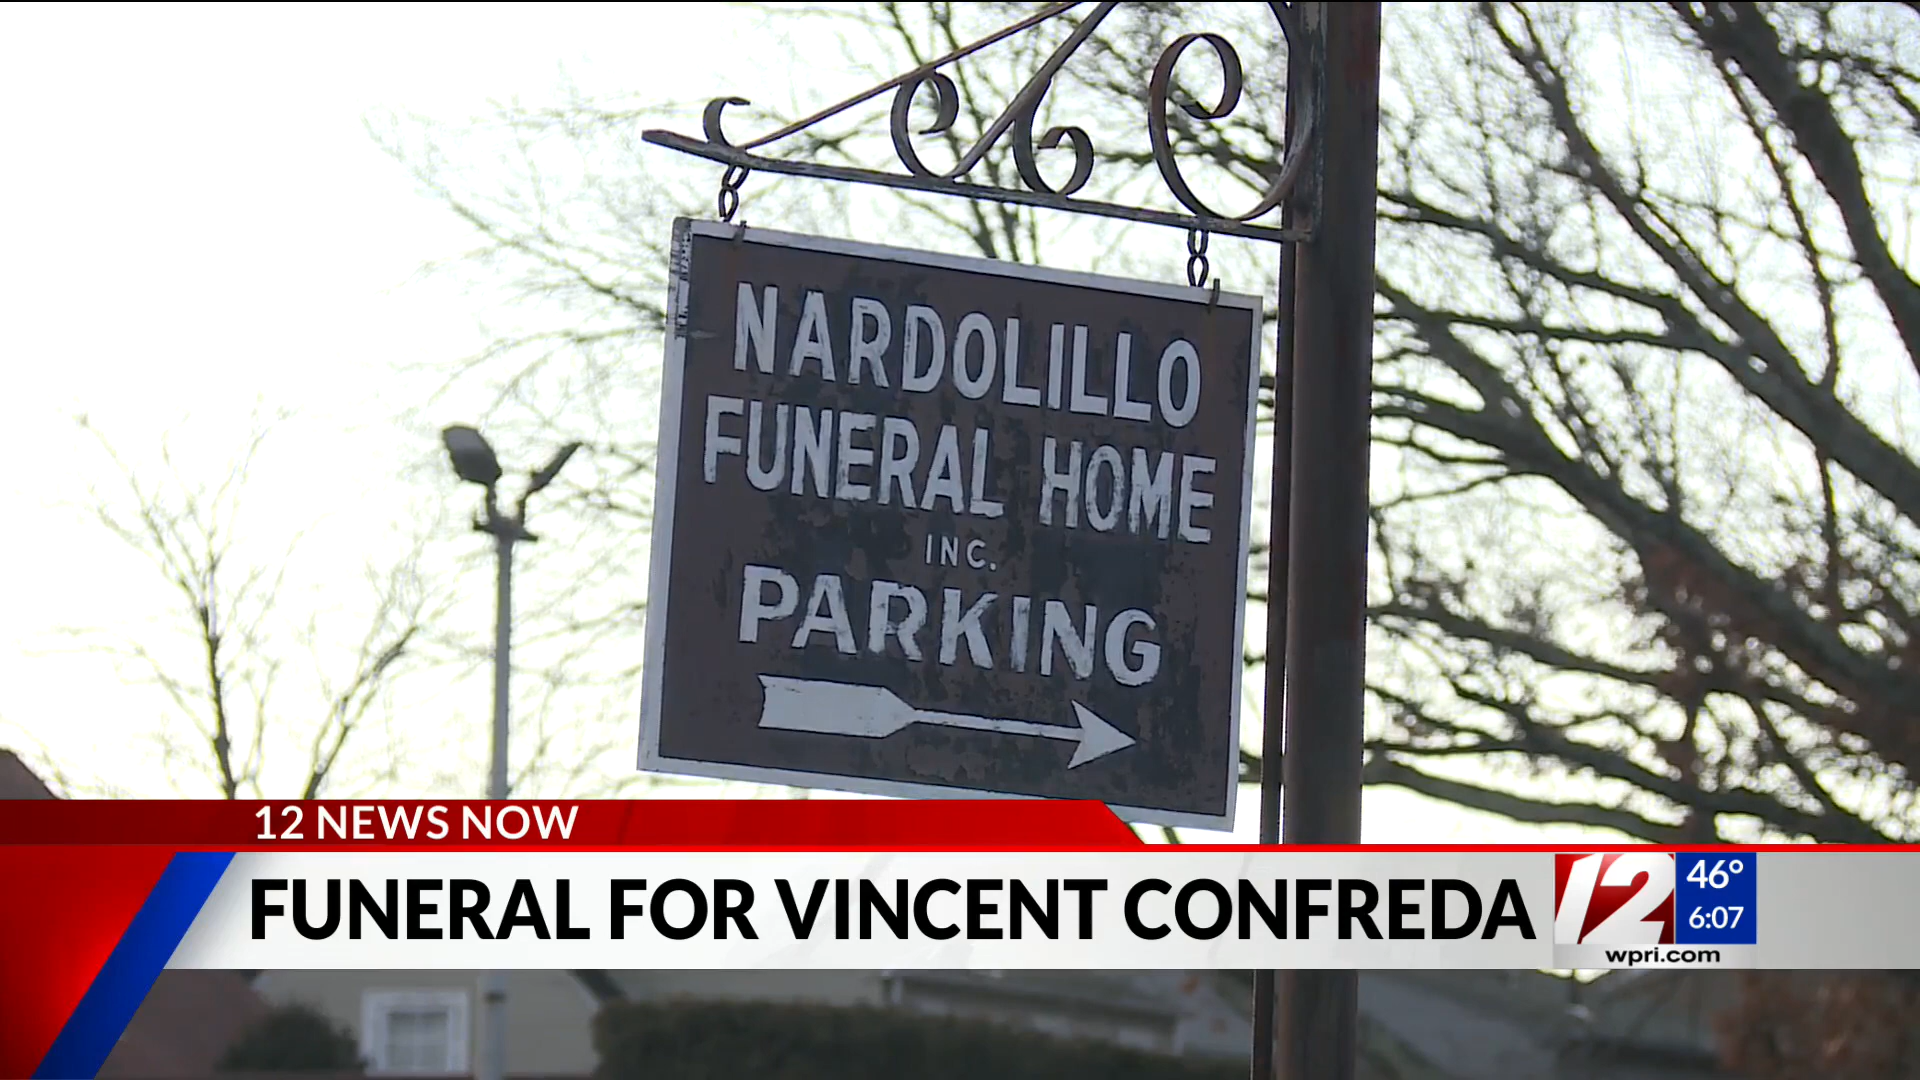 NARDOLILLO
FUNERAL HOME
INC.
PARKING
12 NEWS NOW
FUNERAL FOR VINCENT CONFREDA
12
46°
6:07
wpri.com